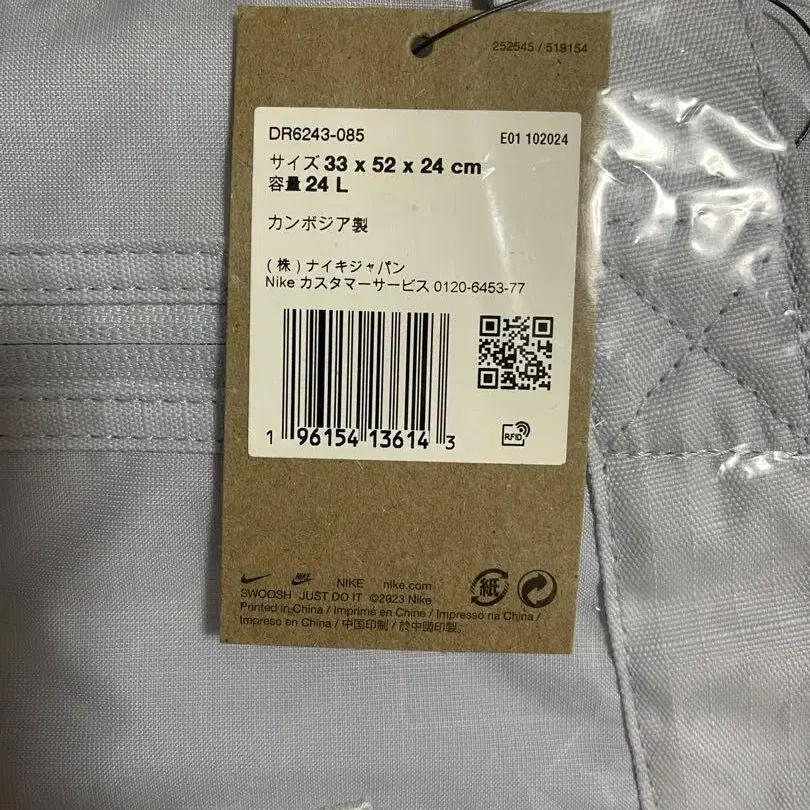 252545 / 519154
DR6243-085
E01 102024
サイズ 33 x 52 x 24 cm
容量 24 L
カンボジア製
(株)ナイキジャパン
Nike カスタマーサービス 0120-6453-77
1 96154 13614 3
RFID
紙
NIKE
NIKE nike.com
SWOOSH JUST DO IT ©2023 Nike
Printed in China / Imprimé en Chine / Impresso na China /
Impreso en China / 中国印制 / 於中國印製。